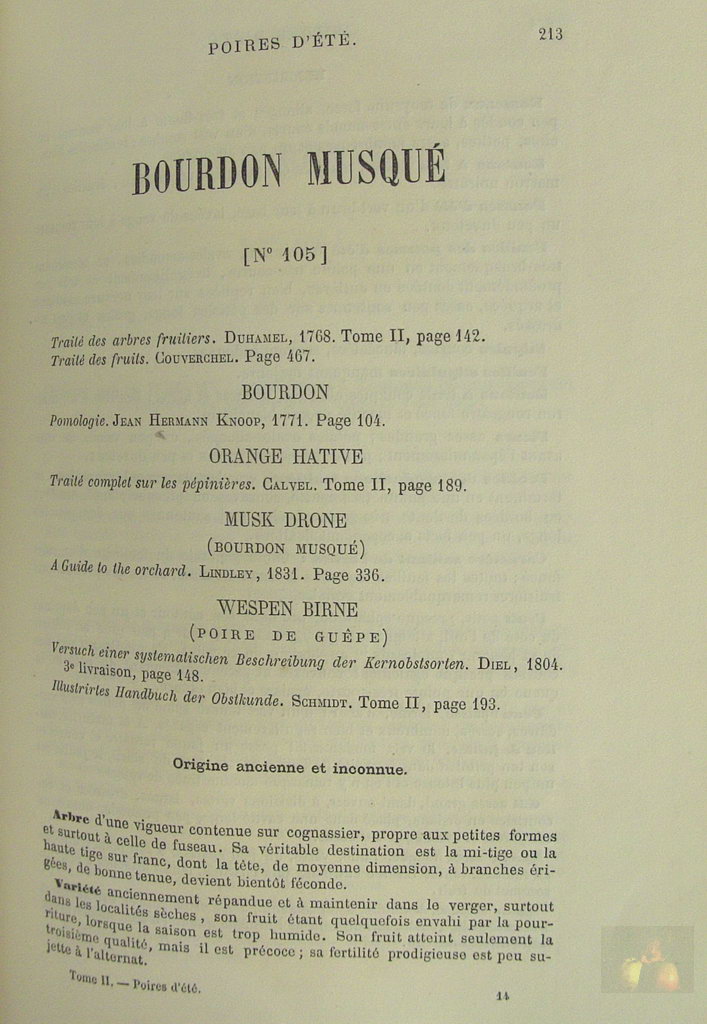 POIRES D'ÉTÉ. 213
BOURDON MUSQUÉ
[N° 105]
Traité des arbres fruitiers. DUHAMEL, 1768. Tome II, page 142.
Traité des fruits. COUVERCHEL. Page 467.
BOURDON
Pomologie. JEAN HERMANN KNOOP, 1771. Page 104.
ORANGE HATIVE
Traité complet sur les pépinières. CALVEL. Tome II, page 189.
MUSK DRONE
(BOURDON MUSQUÉ)
A Guide to the orchard. LINDLEY, 1831. Page 336.
WESPEN BIRNE
(POIRE DE GUÊPE)
Versuch einer systematischen Beschreibung der Kernobstsorten. DIEL, 1804.
3e livraison, page 148.
Illustrirtes Handbuch der Obstkunde. SCHMIDT. Tome II, page 193.
Origine ancienne et inconnue.
Arbre d'une vigueur contenue sur cognassier, propre aux petites formes
et surtout à celle de fuseau. Sa véritable destination est la mi-tige ou la
haute tige sur franc, dont la tête, de moyenne dimension, à branches éri-
gées, de bonne tenue, devient bientôt féconde.
Variété anciennement répandue et à maintenir dans le verger, surtout
dans les localités sèches, son fruit étant quelquefois envahi par la pour-
riture, lorsque la saison est trop humide. Son fruit atteint seulement la
troisième qualité, mais il est précoce; sa fertilité prodigieuse est peu su-
jette à l'alternat.
Tome II. — Poires d'été. 14